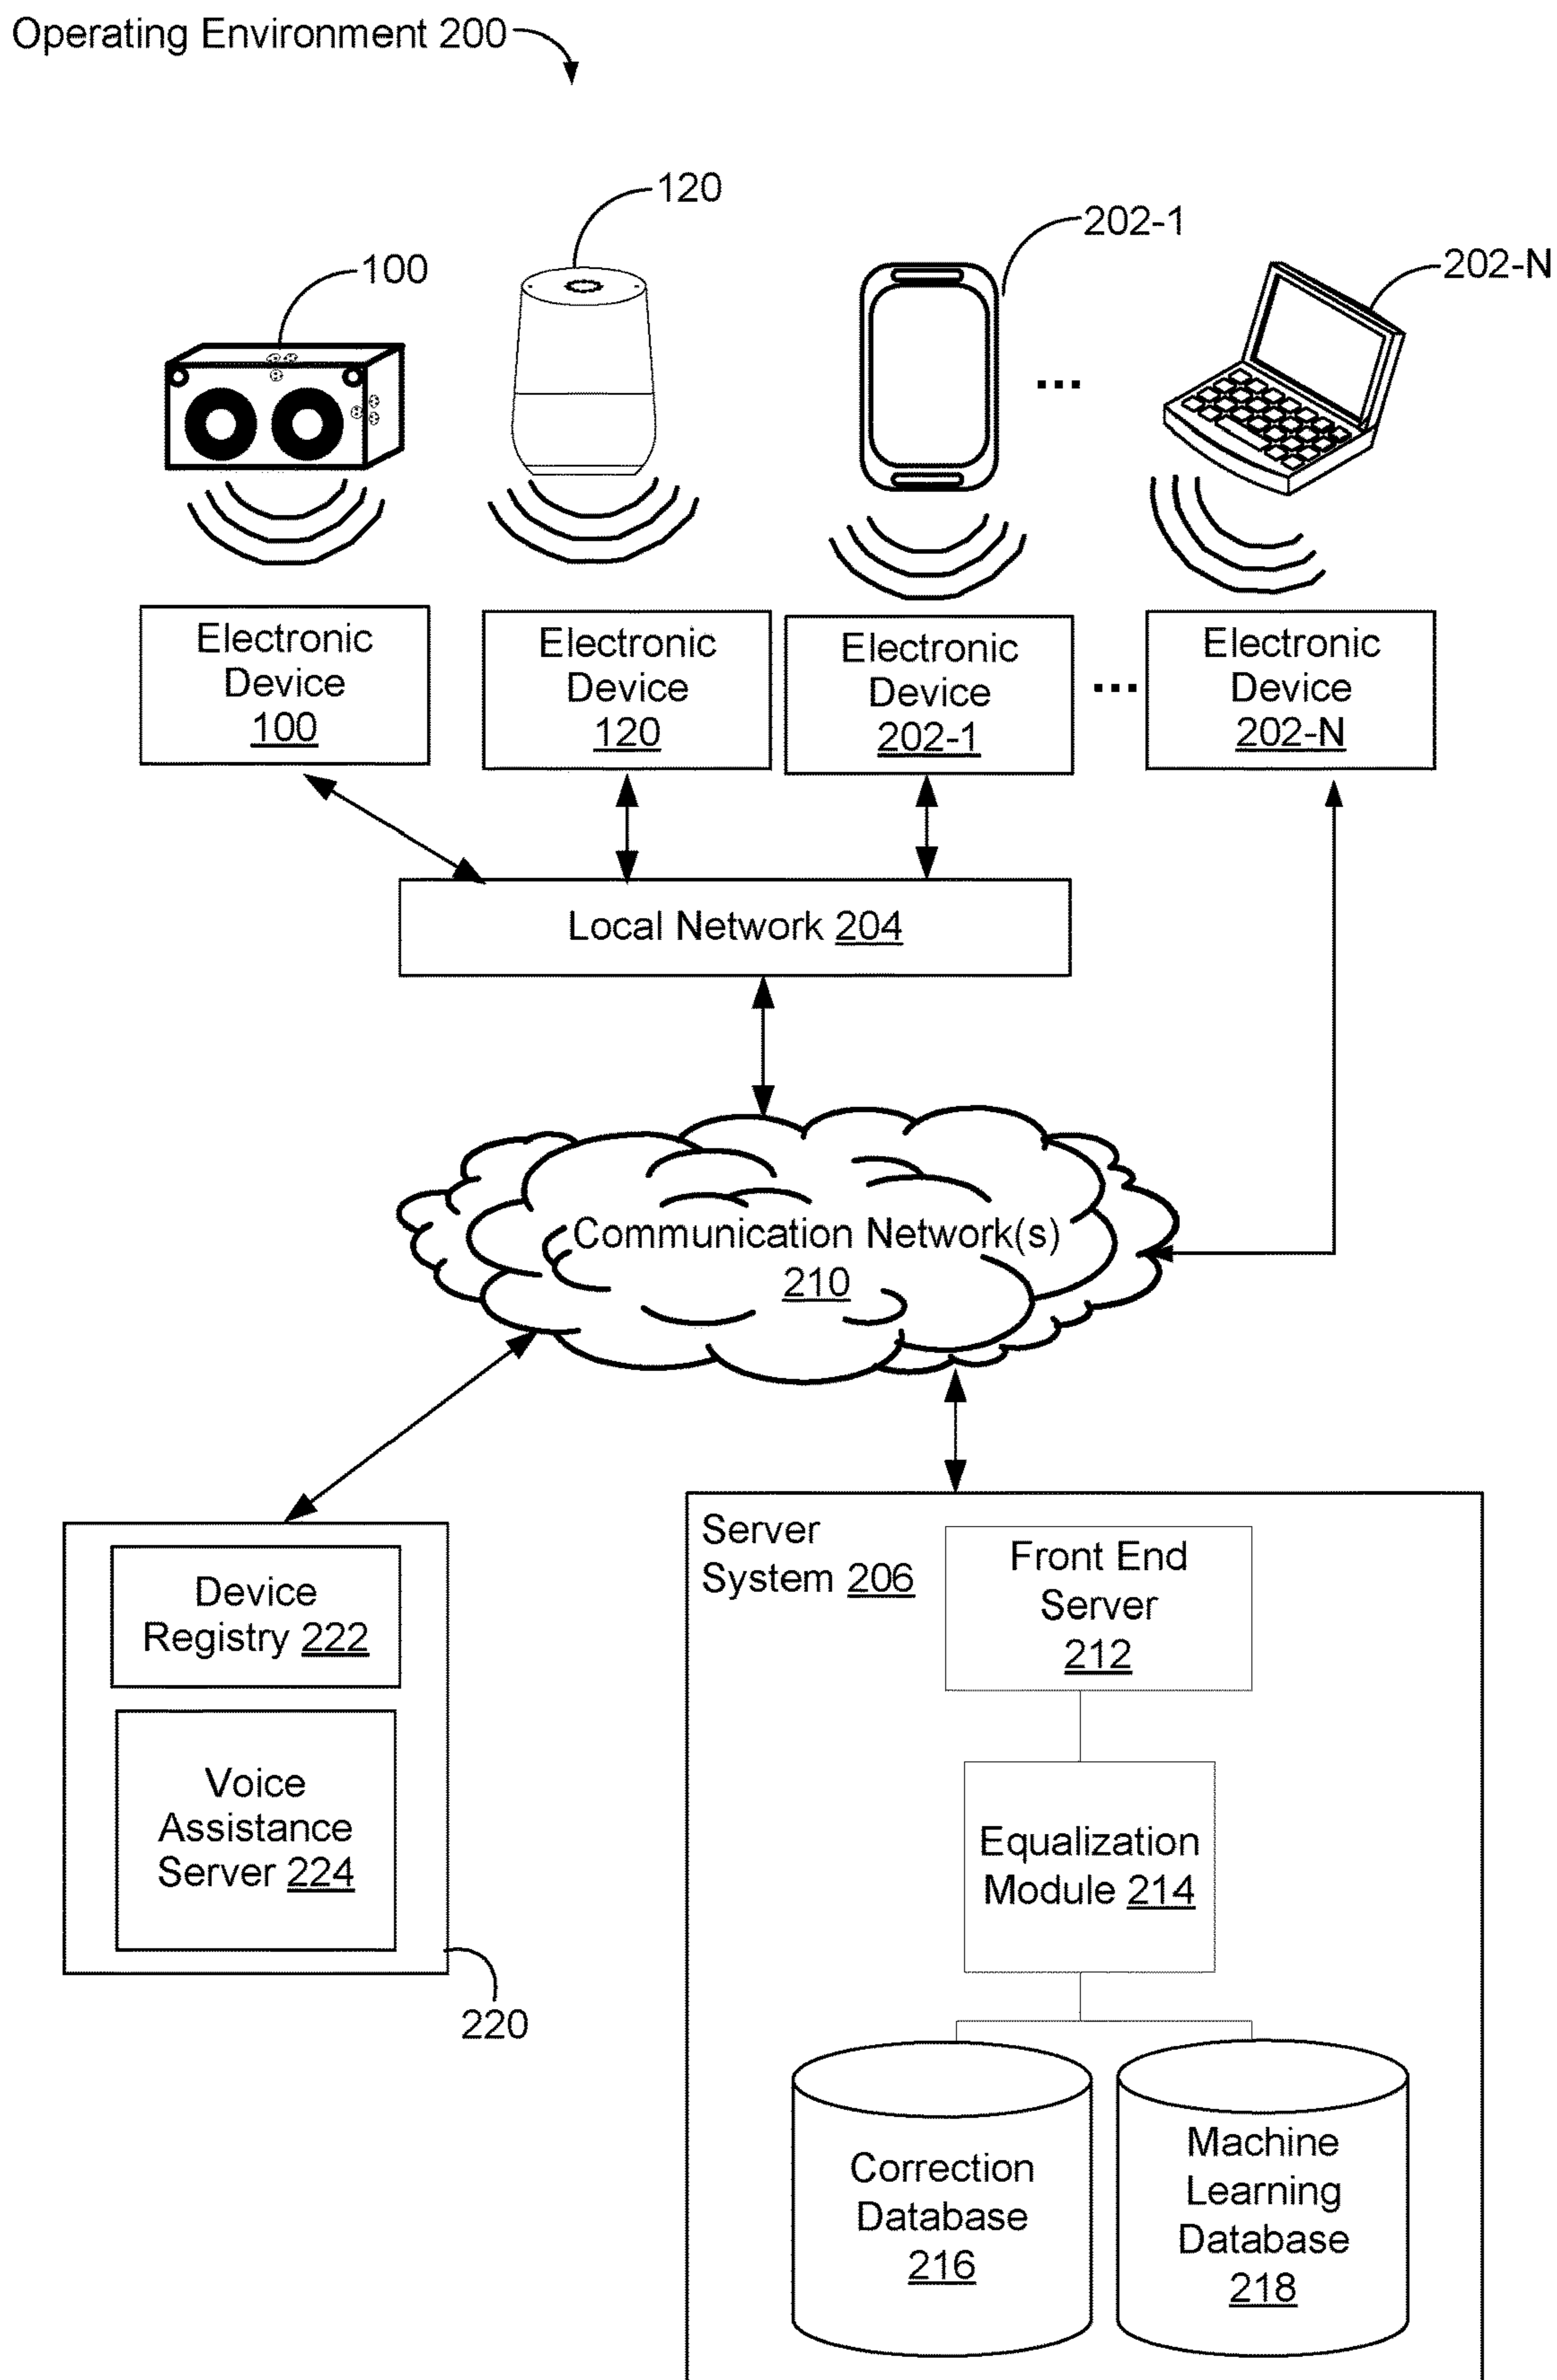 Operating Environment 200
120
202-1
100
202-N
...
Electronic
Device
100
Electronic
Device
120
Electronic
Device
202-1
...
Electronic
Device
202-N
Local Network 204
Communication Network(s)
210
Device
Registry 222
Voice
Assistance
Server 224
220
Server
System 206
Front End
Server
212
Equalization
Module 214
Correction
Database
216
Machine
Learning
Database
218